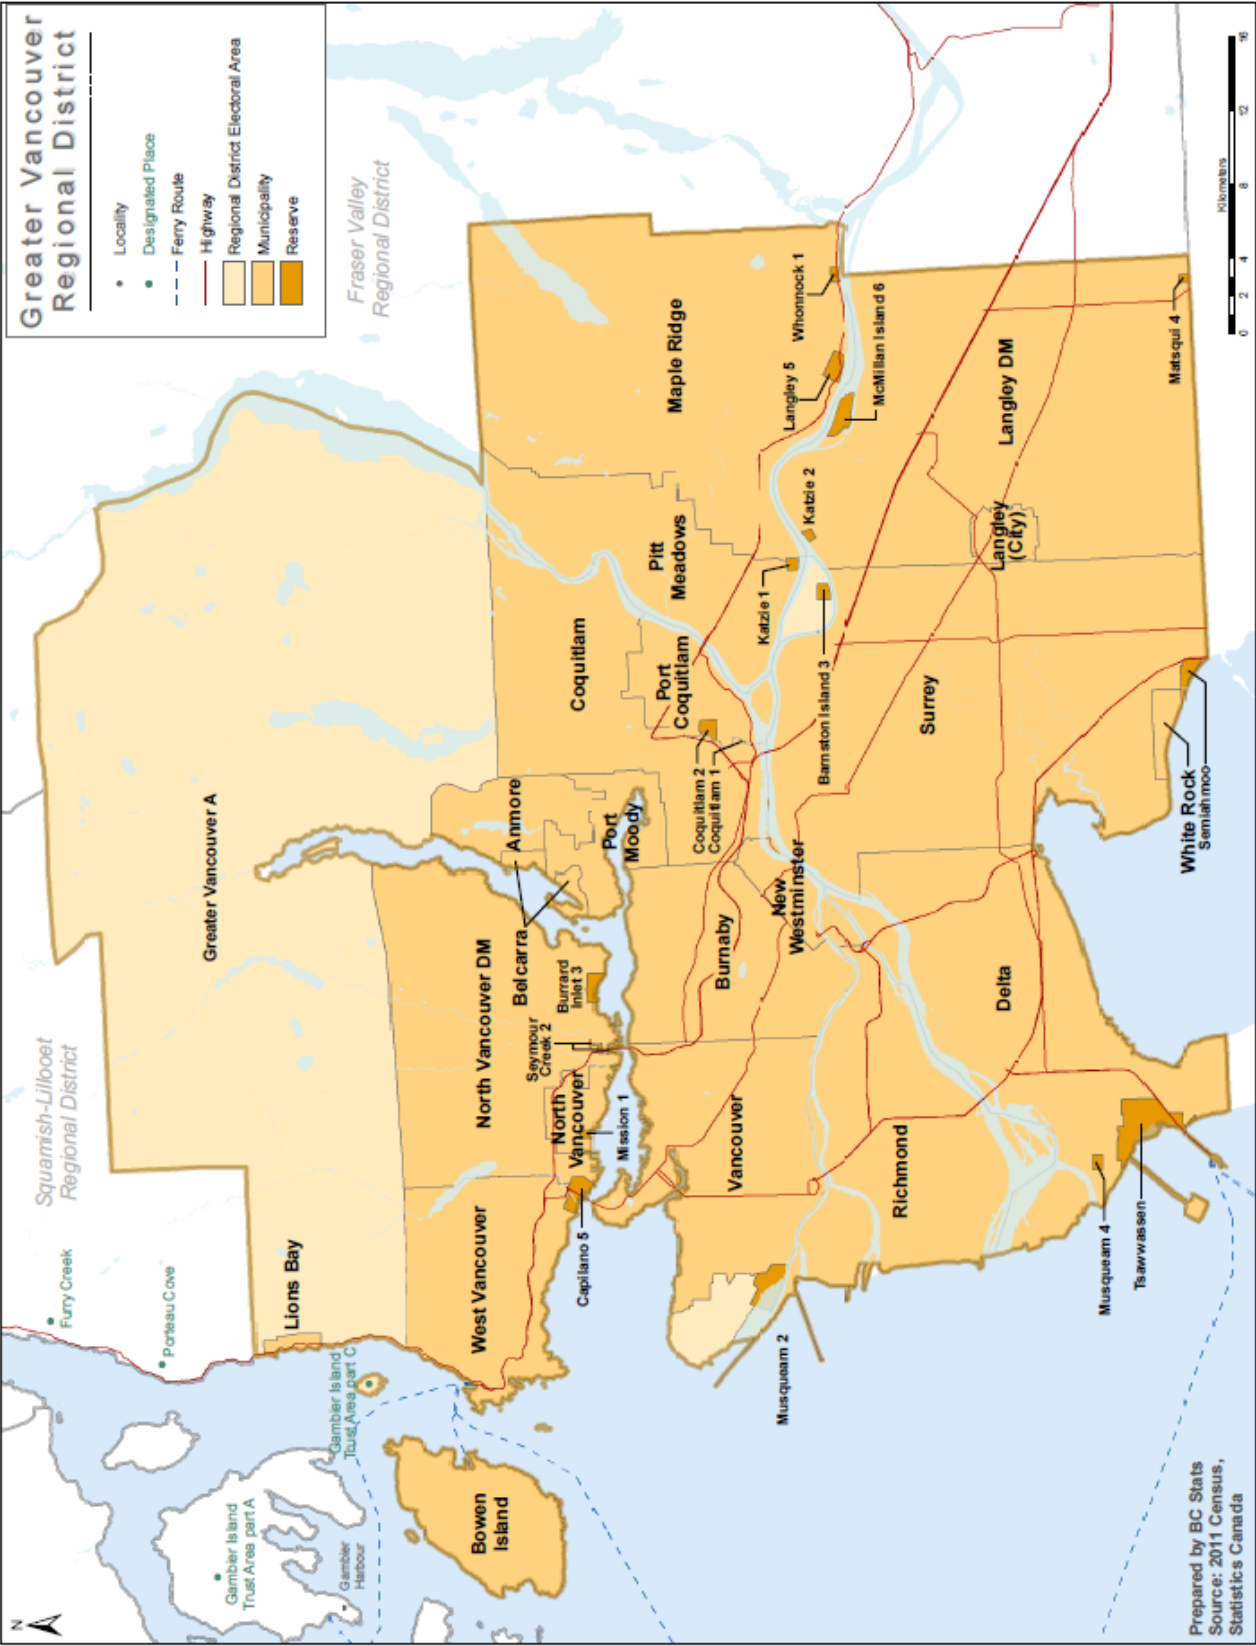 Greater Vancouver
Regional District
Locality
Designated Place
Ferry Route
Highway
Regional District Electoral Area
Municipality
Reserve
N
Squamish-Lillooet
Regional District
Fraser Valley
Regional District
Furry Creek
Porteau Cove
Gambier Island
Trust Area part A
Gambier
Harbour
Gambier Island
Trust Area part C
Lions Bay
Greater Vancouver A
Bowen
Island
West Vancouver
North Vancouver DM
Belcarra
Anmore
Coquitlam
Pitt
Meadows
Maple Ridge
Capilano 5
North
Vancouver
Mission 1
Seymour
Creek 2
Burrard
Inlet 3
Port
Moody
Port
Coquitlam
Coquitlam 2
Coquitlam 1
Katzie 1
Katzie 2
Langley 5
Whonnock 1
McMillan Island 6
Barnston Island 3
Musqueam 2
Vancouver
Burnaby
New
Westminster
Richmond
Surrey
Delta
Langley
(City)
Langley DM
Musqueam 4
Tsawwassen
White Rock
Semiahmoo
Matsqui 4
Prepared by BC Stats
Source: 2011 Census,
Statistics Canada
Kilometers
0 2 4 8 12 16